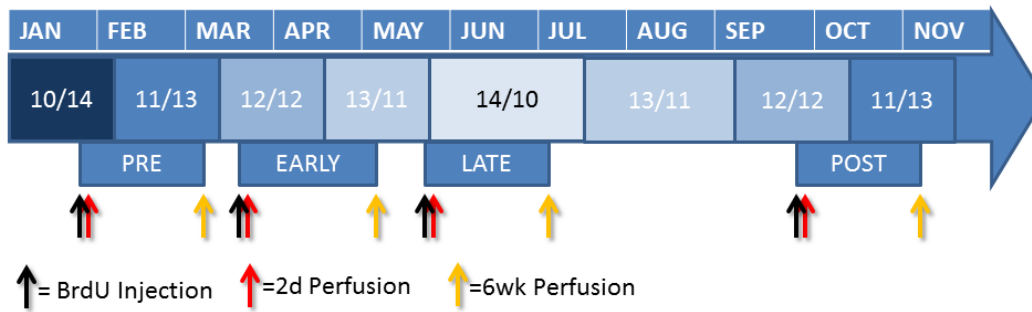 JAN FEB MAR APR MAY JUN JUL AUG SEP OCT NOV
10/14 11/13 12/12 13/11 14/10 13/11 12/12 11/13
PRE EARLY LATE POST
= BrdU Injection =2d Perfusion =6wk Perfusion